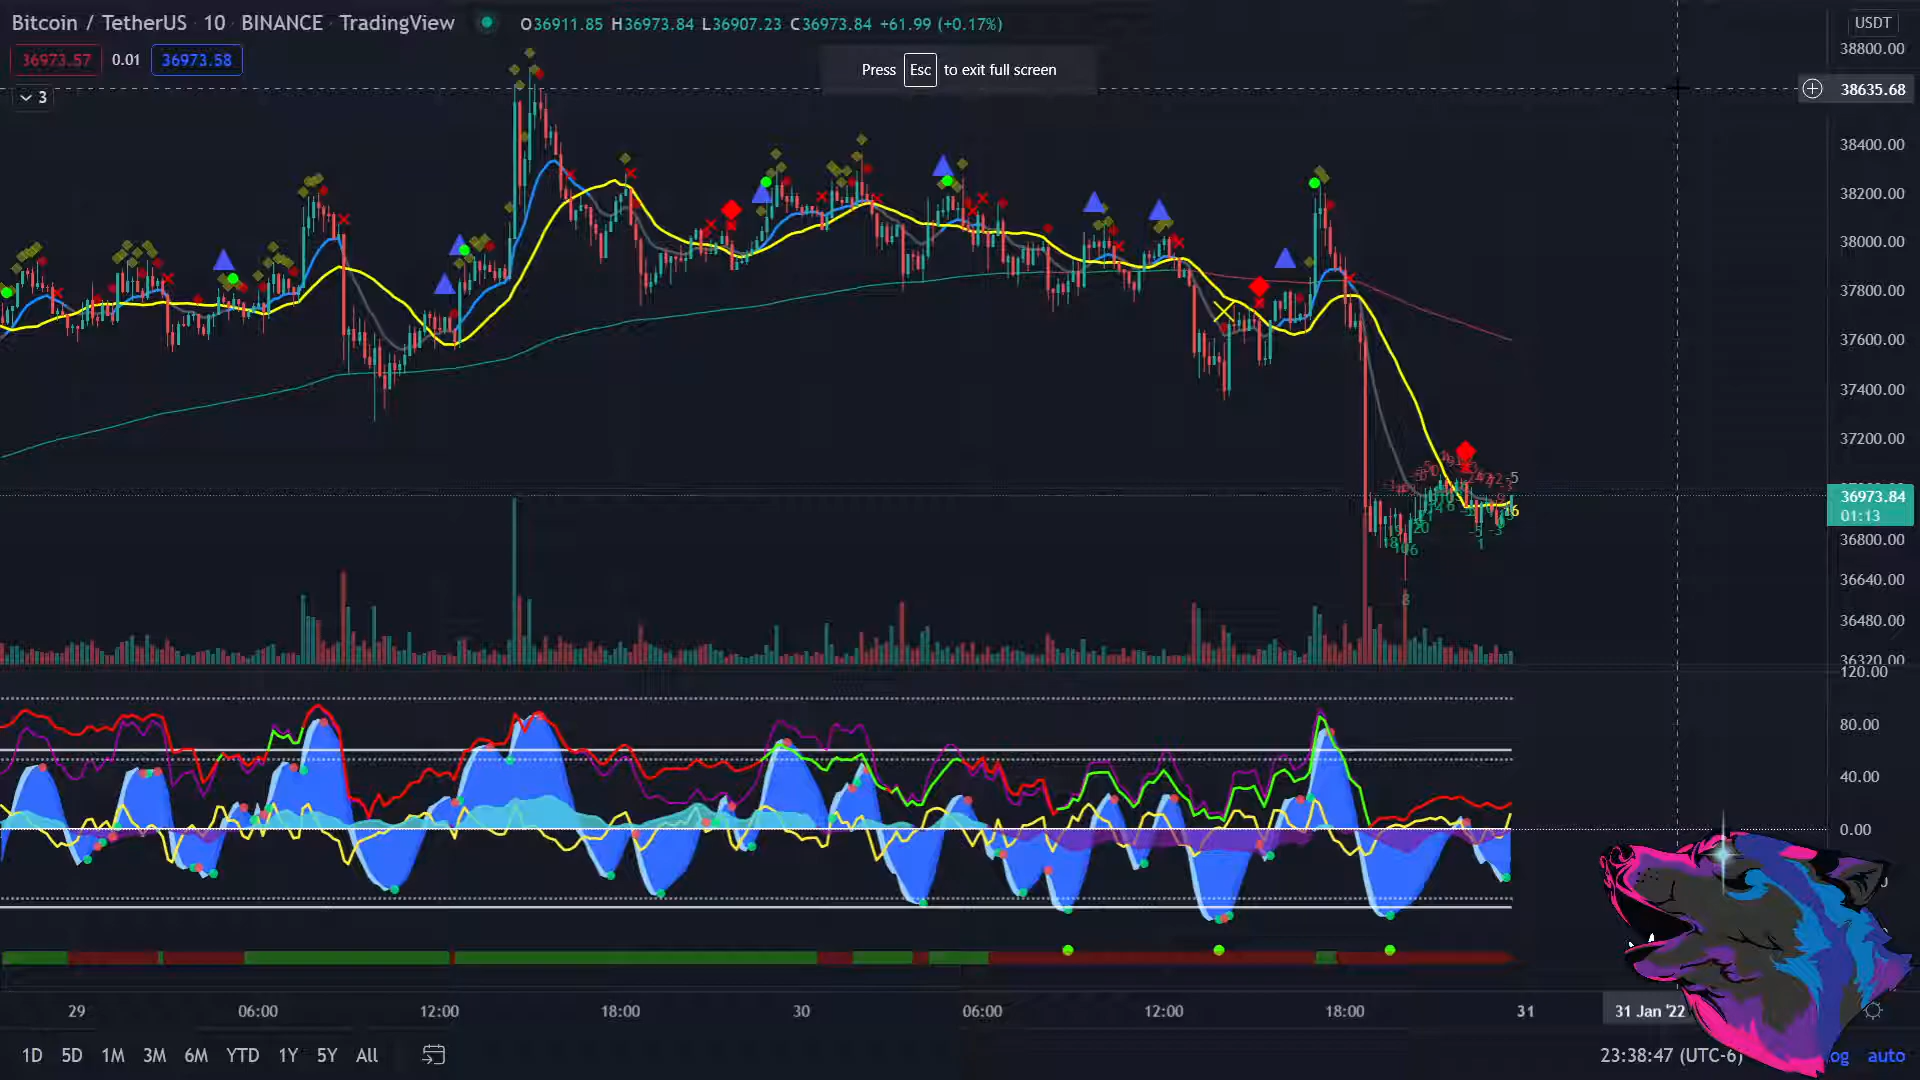 Bitcoin / TetherUS · 10 · BINANCE · TradingView
O36911.85 H36973.84 L36907.23 C36973.84 +61.99 (+0.17%)
USDT
36973.57 0.01 36973.58
Press Esc to exit full screen
3
38800.00
38635.68
38400.00
38200.00
38000.00
37800.00
37600.00
37400.00
37200.00
36973.84
01:13
36800.00
36640.00
36480.00
36320.00
120.00
80.00
40.00
0.00
29 06:00 12:00 18:00 30 06:00 12:00 18:00 31 31 Jan '22
1D 5D 1M 3M 6M YTD 1Y 5Y All
23:38:47 (UTC-6) og auto